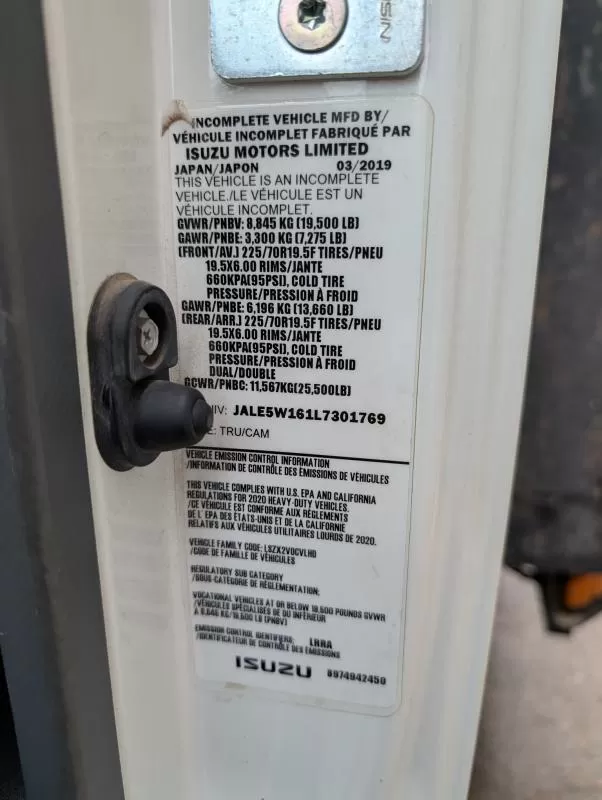 SIN
INCOMPLETE VEHICLE MFD BY/
VÉHICULE INCOMPLET FABRIQUÉ PAR
ISUZU MOTORS LIMITED
JAPAN/JAPON 03/2019
THIS VEHICLE IS AN INCOMPLETE
VEHICLE./LE VÉHICULE EST UN
VÉHICULE INCOMPLET.
GVWR/PNBV: 8,845 KG (19,500 LB)
GAWR/PNBE: 3,300 KG (7,275 LB)
(FRONT/AV.) 225/70R19.5F TIRES/PNEU
19.5X6.00 RIMS/JANTE
660KPA(95PSI), COLD TIRE
PRESSURE/PRESSION À FROID
GAWR/PNBE: 6,196 KG (13,660 LB)
(REAR/ARR.) 225/70R19.5F TIRES/PNEU
19.5X6.00 RIMS/JANTE
660KPA(95PSI), COLD TIRE
PRESSURE/PRESSION À FROID
DUAL/DOUBLE
GCWR/PNBC: 11,567KG(25,500LB)
NIV: JALE5W161L7301769
E: TRU/CAM
VEHICLE EMISSION CONTROL INFORMATION
/INFORMATION DE CONTRÔLE DES ÉMISSIONS DE VÉHICULES
THIS VEHICLE COMPLIES WITH U.S. EPA AND CALIFORNIA
REGULATIONS FOR 2020 HEAVY-DUTY VEHICLES.
/CE VÉHICULE EST CONFORME AUX RÈGLEMENTS
DE L'EPA DES ÉTATS-UNIS ET DE LA CALIFORNIE
RELATIFS AUX VÉHICULES UTILITAIRES LOURDS DE 2020.
VEHICLE FAMILY CODE: LSZX2VOCVLHD
/CODE DE FAMILLE DE VÉHICULES
REGULATORY SUB CATEGORY
/SOUS-CATÉGORIE DE RÉGLEMENTATION:
VOCATIONAL VEHICLES AT OR BELOW 19,500 POUNDS GVWR
/VÉHICULES SPÉCIALISÉS DE OU INFÉRIEUR
À 8,845 KG/19,500 LB (PNBV)
EMISSION CONTROL IDENTIFIERS: LRRA
/IDENTIFICATEUR DE CONTRÔLE DES ÉMISSIONS
ISUZU 8974942450